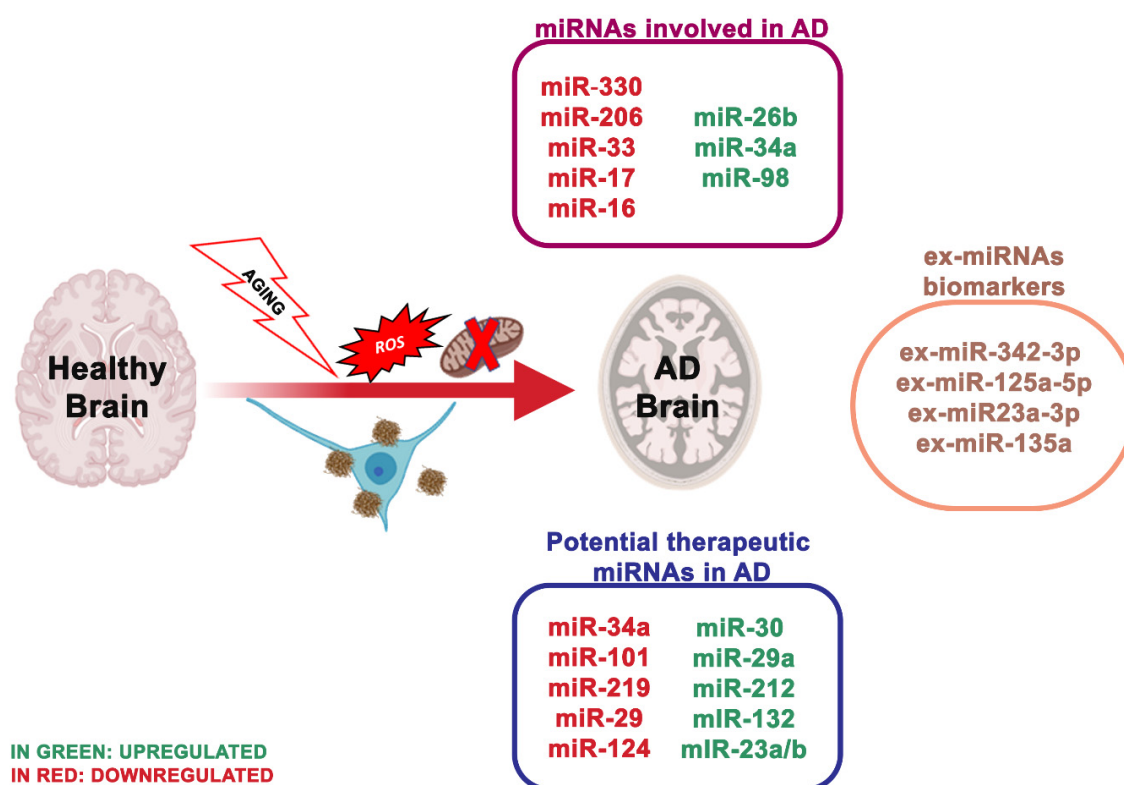 miRNAs involved in AD
miR-330
miR-206
miR-33
miR-17
miR-16
miR-26b
miR-34a
miR-98
AGING
ROS
Healthy
Brain
AD
Brain
ex-miRNAs
biomarkers
ex-miR-342-3p
ex-miR-125a-5p
ex-miR23a-3p
ex-miR-135a
Potential therapeutic
miRNAs in AD
miR-34a
miR-101
miR-219
miR-29
miR-124
miR-30
miR-29a
miR-212
mIR-132
mIR-23a/b
IN GREEN: UPREGULATED
IN RED: DOWNREGULATED